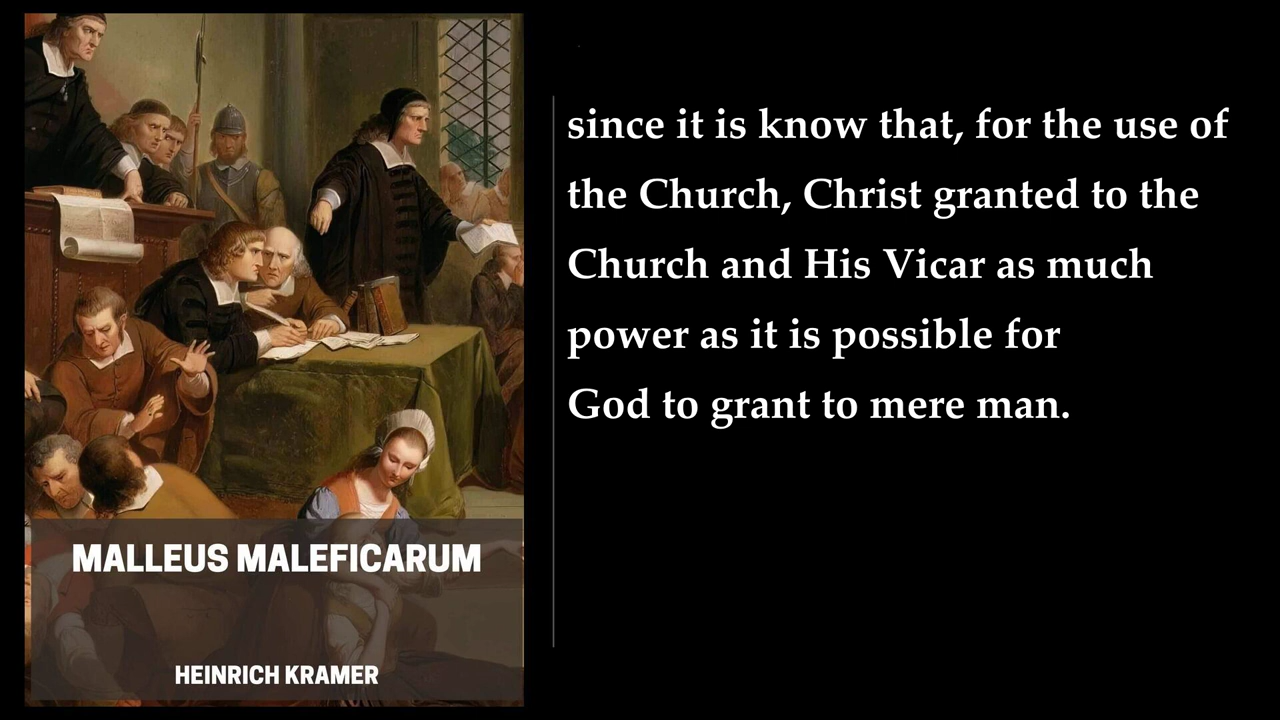 since it is know that, for the use of
the Church, Christ granted to the
Church and His Vicar as much
power as it is possible for
God to grant to mere man.
MALLEUS MALEFICARUM
HEINRICH KRAMER